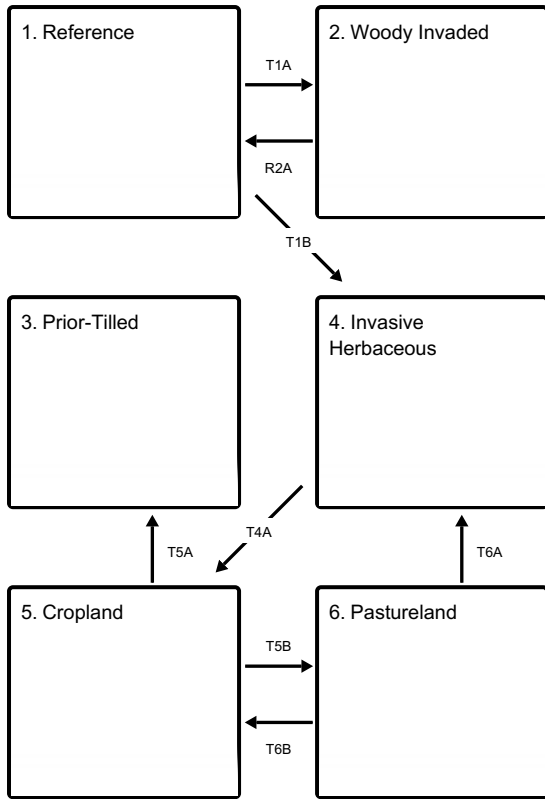 1. Reference
2. Woody Invaded
T1A
R2A
T1B
3. Prior-Tilled
4. Invasive
Herbaceous
T4A
T5A
T6A
5. Cropland
6. Pastureland
T5B
T6B